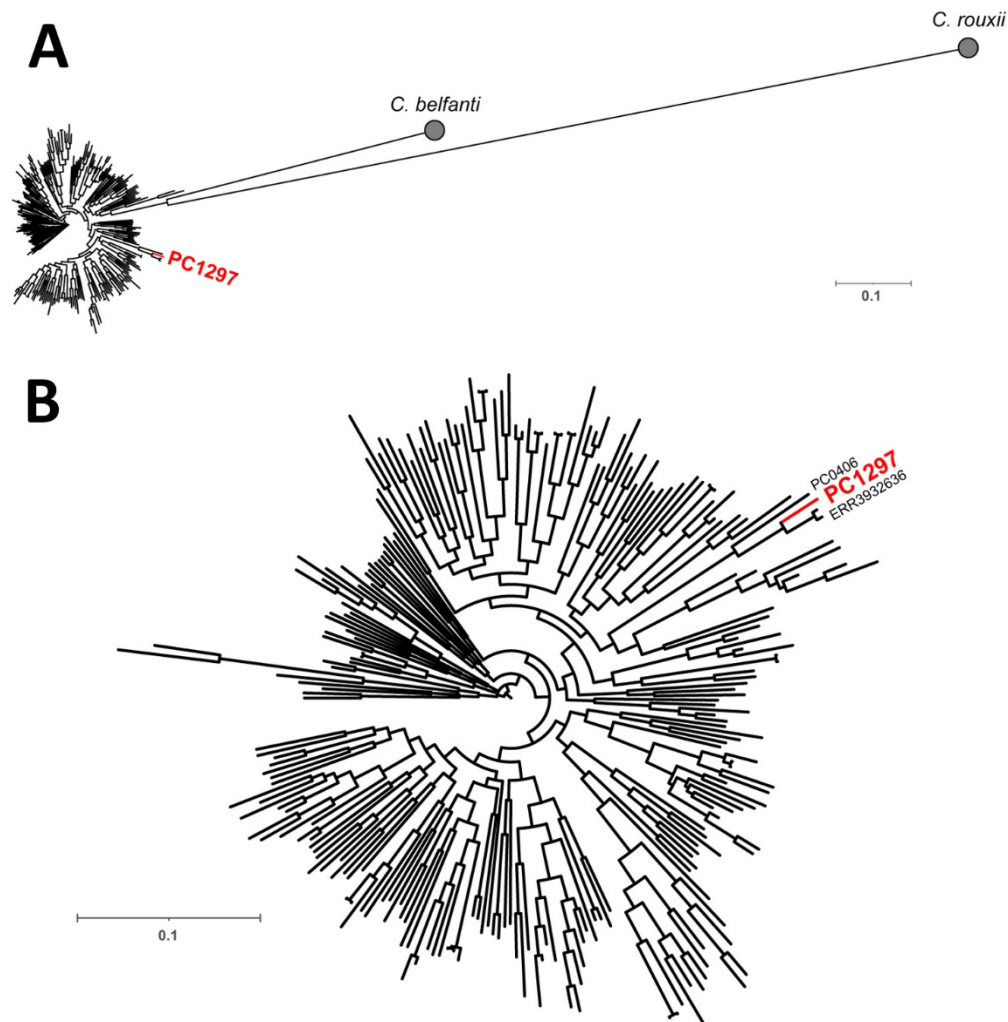 A
C. rouxii
C. belfanti
PC1297
0.1
B
PC0406
PC1297
ERR3932636
0.1